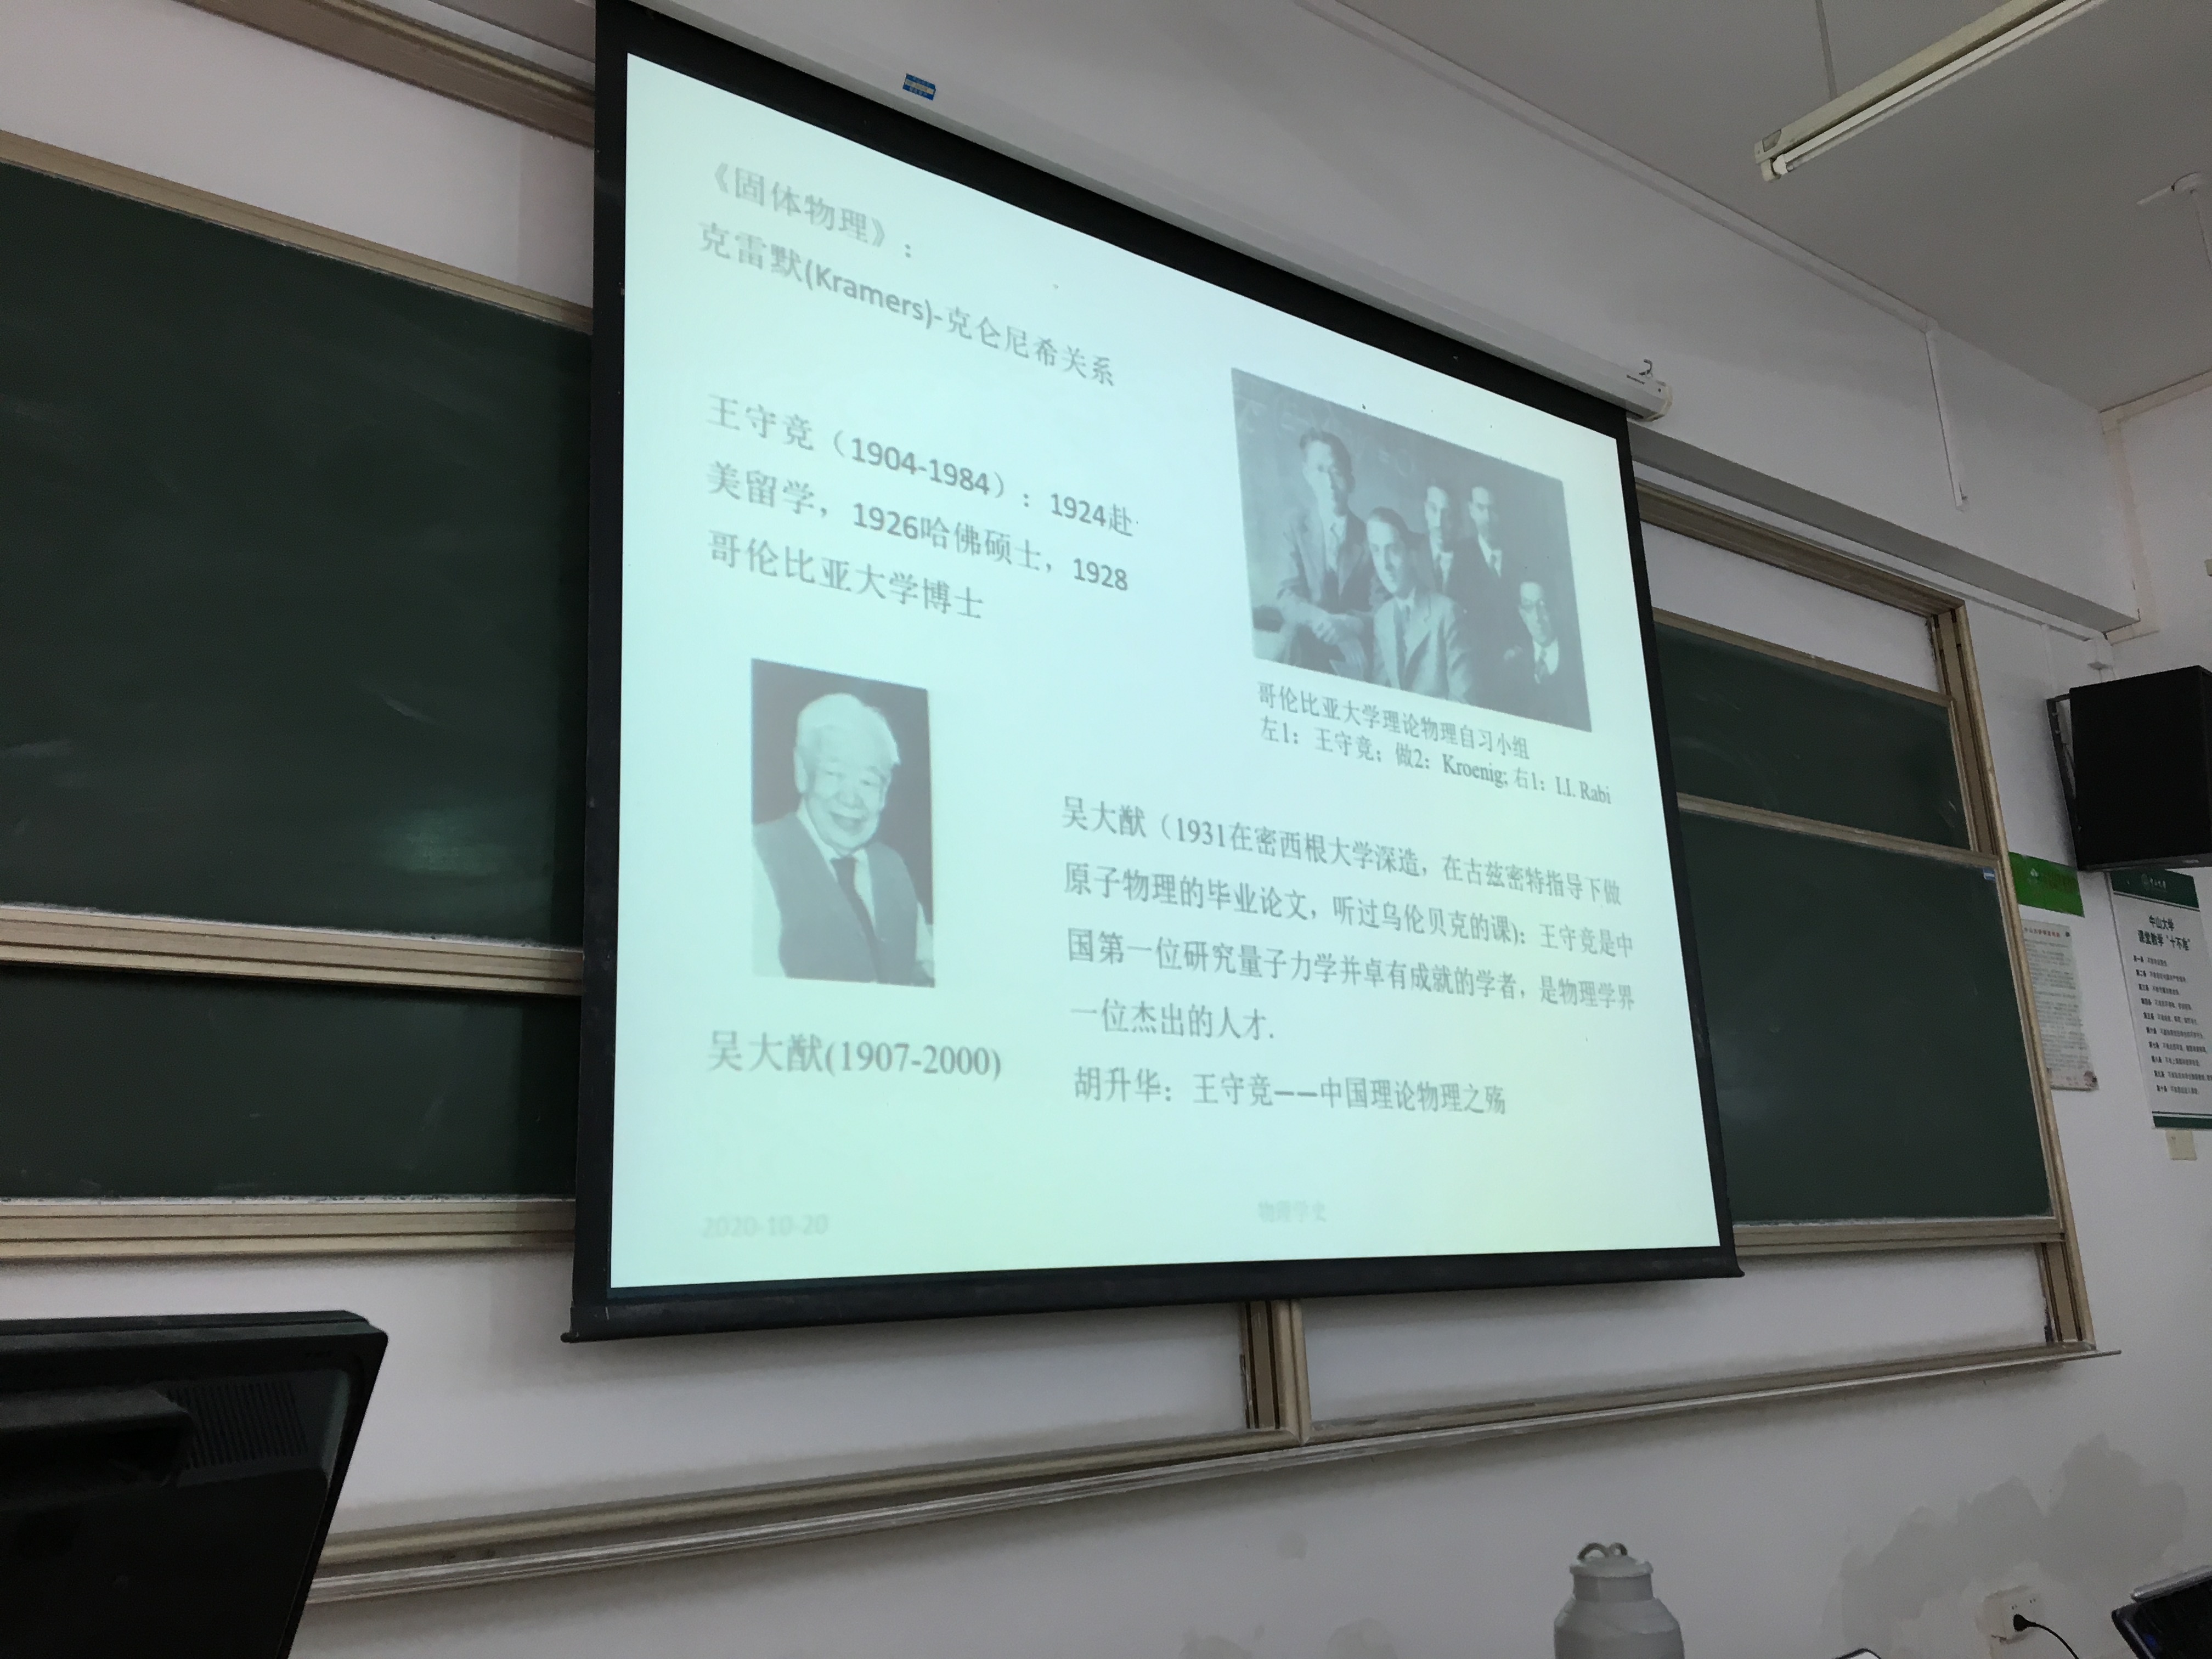 《固体物理》:
克雷默(Kramers)-克仑尼希关系
王守竞（1904-1984）: 1924赴
美留学, 1926哈佛硕士, 1928
哥伦比亚大学博士
哥伦比亚大学理论物理自习小组
左1: 王守竞; 做2: Kroenig; 右1: I.I. Rabi
吴大猷（1931在密西根大学深造, 在古兹密特指导下做
原子物理的毕业论文, 听过乌伦贝克的课): 王守竞是中
国第一位研究量子力学并卓有成就的学者, 是物理学界
一位杰出的人才.
胡升华: 王守竞——中国理论物理之殇
吴大猷(1907-2000)
2020-10-20
物理学史
中山大学
课堂教学“十不准”